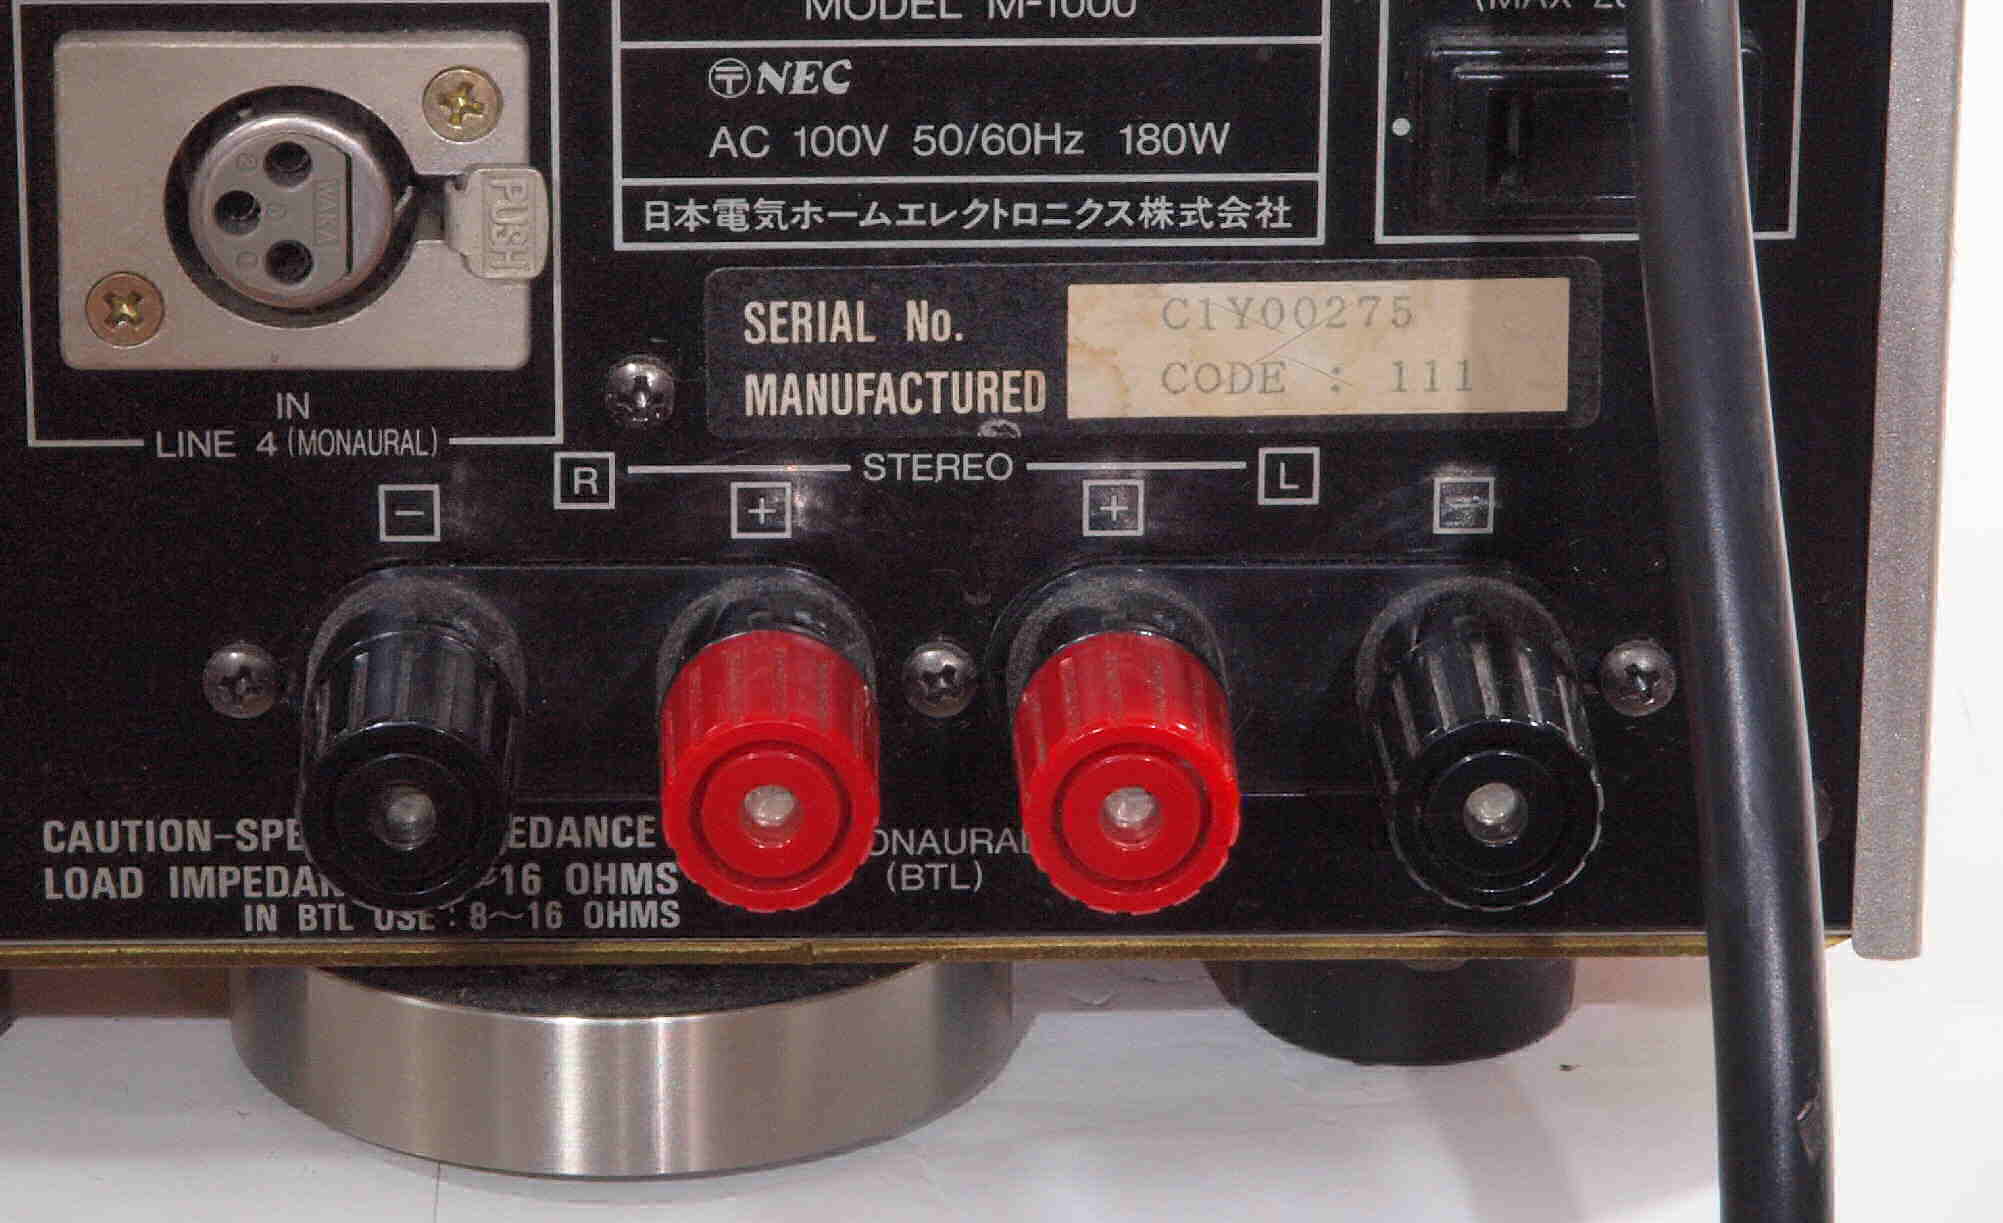 MODEL M-1000
NEC
AC 100V 50/60Hz 180W
日本電気ホームエレクトロニクス株式会社
PUSH
SERIAL No. C1Y00275
MANUFACTURED CODE : 111
IN
LINE 4 (MONAURAL)
R STEREO L
- + + -
CAUTION-SPE EDANCE
LOAD IMPEDAN ~16 OHMS
IN BTL USE : 8~16 OHMS
ONAURAL
(BTL)
(MAX